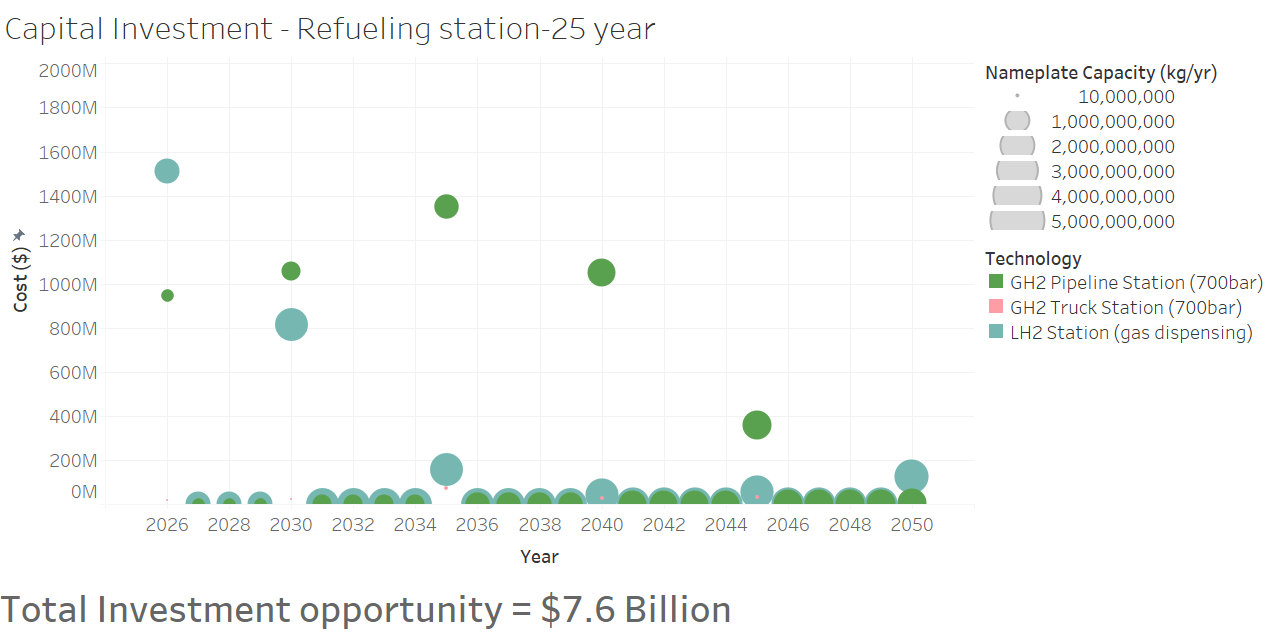 Capital Investment - Refueling station-25 year
2000M
1800M
1600M
1400M
1200M
1000M
800M
600M
400M
200M
0M
Cost ($)
2026 2028 2030 2032 2034 2036 2038 2040 2042 2044 2046 2048 2050
Year
Nameplate Capacity (kg/yr)
10,000,000
1,000,000,000
2,000,000,000
3,000,000,000
4,000,000,000
5,000,000,000
Technology
GH2 Pipeline Station (700bar)
GH2 Truck Station (700bar)
LH2 Station (gas dispensing)
Total Investment opportunity = $7.6 Billion